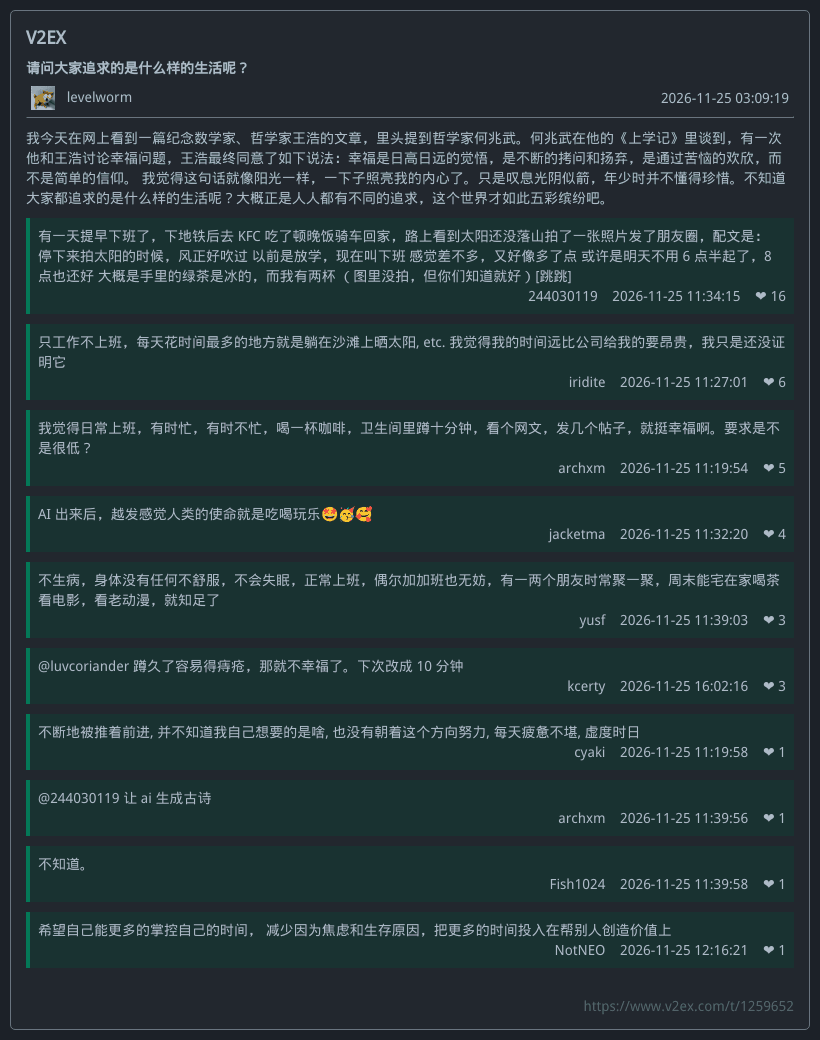 V2EX
请问大家追求的是什么样的生活呢？
levelworm 2026-11-25 03:09:19
我今天在网上看到一篇纪念数学家、哲学家王浩的文章，里头提到哲学家何兆武。何兆武在他的《上学记》里谈到，有一次
他和王浩讨论幸福问题，王浩最终同意了如下说法：幸福是日高日远的觉悟，是不断的拷问和扬弃，是通过苦恼的欢欣，而
不是简单的信仰。 我觉得这句话就像阳光一样，一下子照亮我的内心了。只是叹息光阴似箭，年少时并不懂得珍惜。不知道
大家都追求的是什么样的生活呢？大概正是人人都有不同的追求，这个世界才如此五彩缤纷吧。
有一天提早下班了，下地铁后去 KFC 吃了顿晚饭骑车回家，路上看到太阳还没落山拍了一张照片发了朋友圈，配文是：
停下来拍太阳的时候，风正好吹过 以前是放学，现在叫下班 感觉差不多，又好像多了点 或许是明天不用 6 点半起了，8
点也还好 大概是手里的绿茶是冰的，而我有两杯 （ 图里没拍，但你们知道就好 ) [跳跳]
244030119 2026-11-25 11:34:15 ❤ 16
只工作不上班，每天花时间最多的地方就是躺在沙滩上晒太阳, etc. 我觉得我的时间远比公司给我的要昂贵，我只是还没证
明它
iridite 2026-11-25 11:27:01 ❤ 6
我觉得日常上班，有时忙，有时不忙，喝一杯咖啡，卫生间里蹲十分钟，看个网文，发几个帖子，就挺幸福啊。要求是不
是很低？
archxm 2026-11-25 11:19:54 ❤ 5
AI 出来后，越发感觉人类的使命就是吃喝玩乐🤩🥳🥰
jacketma 2026-11-25 11:32:20 ❤ 4
不生病，身体没有任何不舒服，不会失眠，正常上班，偶尔加加班也无妨，有一两个朋友时常聚一聚，周末能宅在家喝茶
看电影，看老动漫，就知足了
yusf 2026-11-25 11:39:03 ❤ 3
@luvcoriander 蹲久了容易得痔疮，那就不幸福了。下次改成 10 分钟
kcerty 2026-11-25 16:02:16 ❤ 3
不断地被推着前进, 并不知道我自己想要的是啥, 也没有朝着这个方向努力, 每天疲惫不堪, 虚度时日
cyaki 2026-11-25 11:19:58 ❤ 1
@244030119 让 ai 生成古诗
archxm 2026-11-25 11:39:56 ❤ 1
不知道。
Fish1024 2026-11-25 11:39:58 ❤ 1
希望自己能更多的掌控自己的时间， 减少因为焦虑和生存原因，把更多的时间投入在帮别人创造价值上
NotNEO 2026-11-25 12:16:21 ❤ 1
https://www.v2ex.com/t/1259652